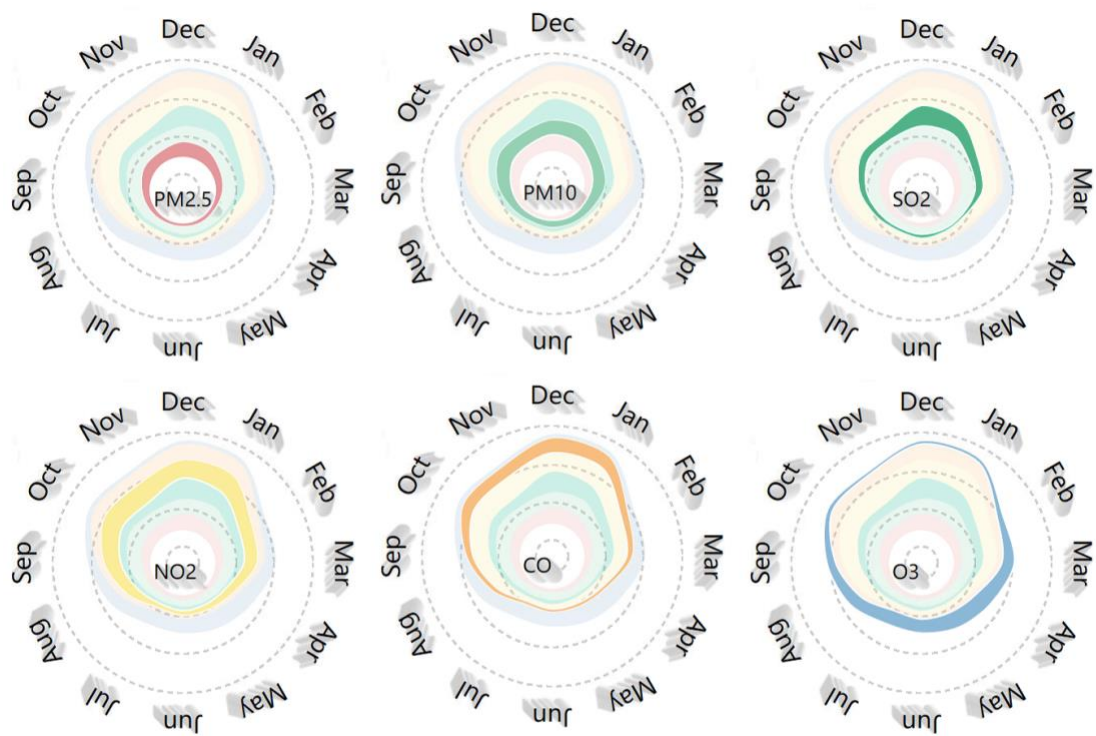 Dec
Nov
Jan
Oct
Feb
Sep
PM2.5
Mar
Aug
Apr
Jul
Jun
May
Dec
Nov
Jan
Oct
Feb
Sep
PM10
Mar
Aug
Apr
Jul
Jun
May
Dec
Nov
Jan
Oct
Feb
Sep
SO2
Mar
Aug
Apr
Jul
Jun
May
Dec
Nov
Jan
Oct
Feb
Sep
NO2
Mar
Aug
Apr
Jul
Jun
May
Dec
Nov
Jan
Oct
Feb
Sep
CO
Mar
Aug
Apr
Jul
Jun
May
Dec
Nov
Jan
Oct
Feb
Sep
O3
Mar
Aug
Apr
Jul
Jun
May